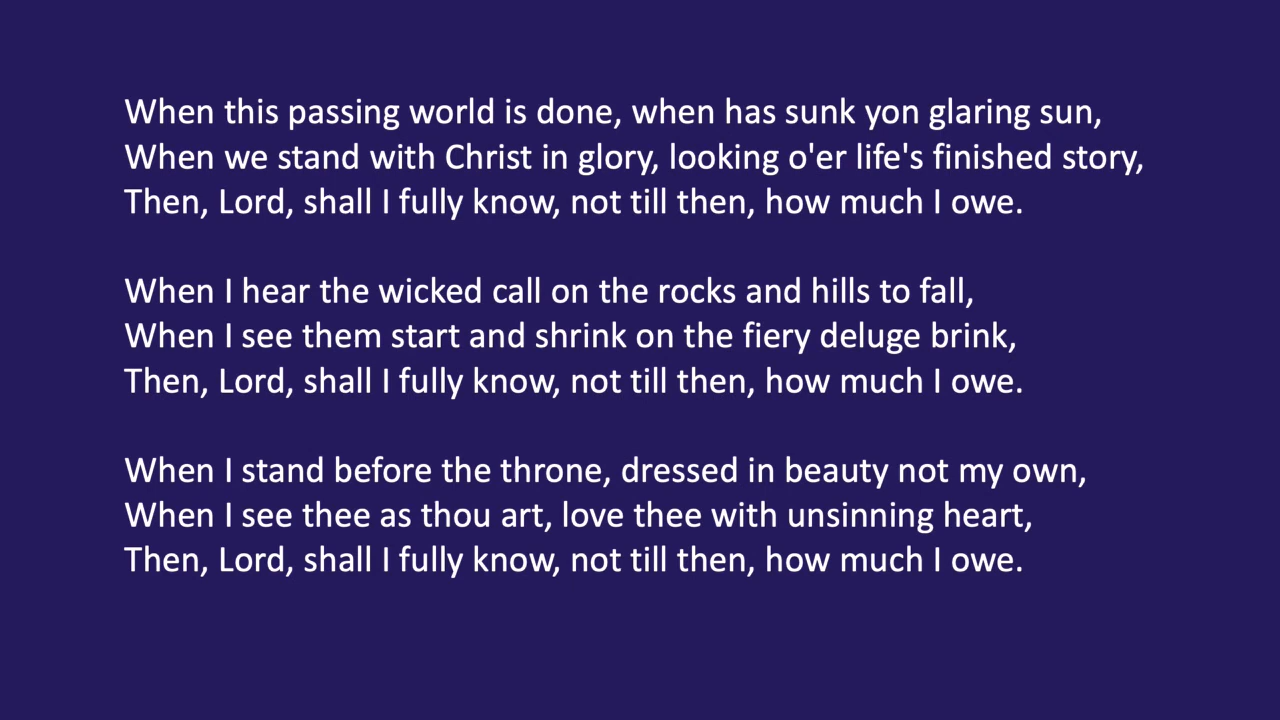 When this passing world is done, when has sunk yon glaring sun,
When we stand with Christ in glory, looking o'er life's finished story,
Then, Lord, shall I fully know, not till then, how much I owe.
When I hear the wicked call on the rocks and hills to fall,
When I see them start and shrink on the fiery deluge brink,
Then, Lord, shall I fully know, not till then, how much I owe.
When I stand before the throne, dressed in beauty not my own,
When I see thee as thou art, love thee with unsinning heart,
Then, Lord, shall I fully know, not till then, how much I owe.